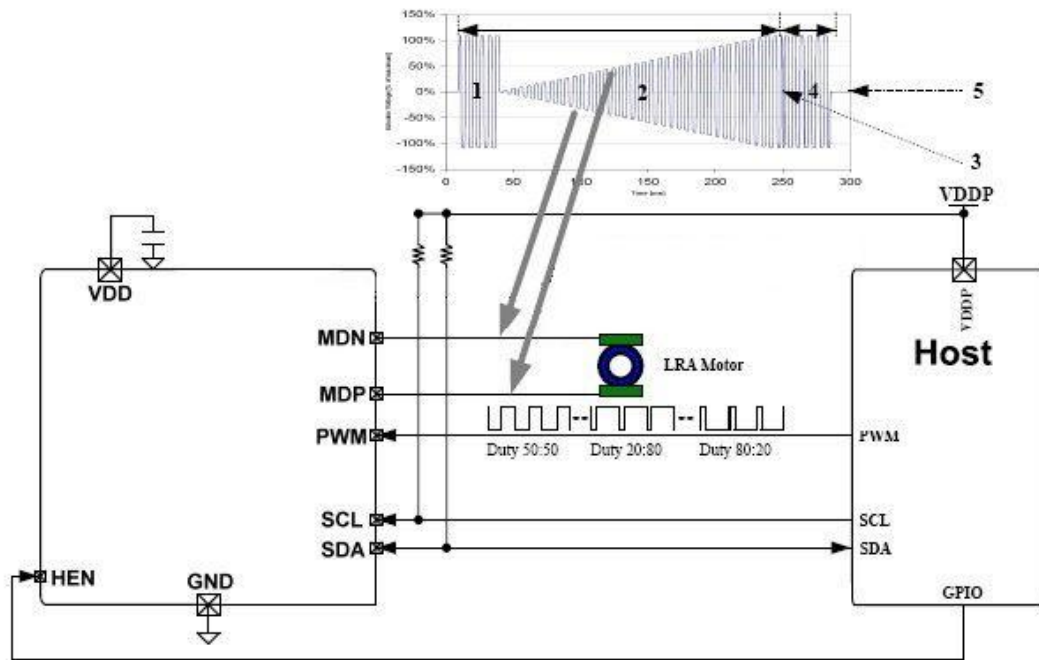 150%
100%
50%
0%
-50%
-100%
-150%
0
50
100
150
200
250
300
1
2
4
5
3
VDDP
VDD
VDDP
Host
MDN
MDP
LRA Motor
PWM
PWM
Duty 50:50
Duty 20:80
Duty 80:20
SCL
SCL
SDA
SDA
HEN
GND
GPIO